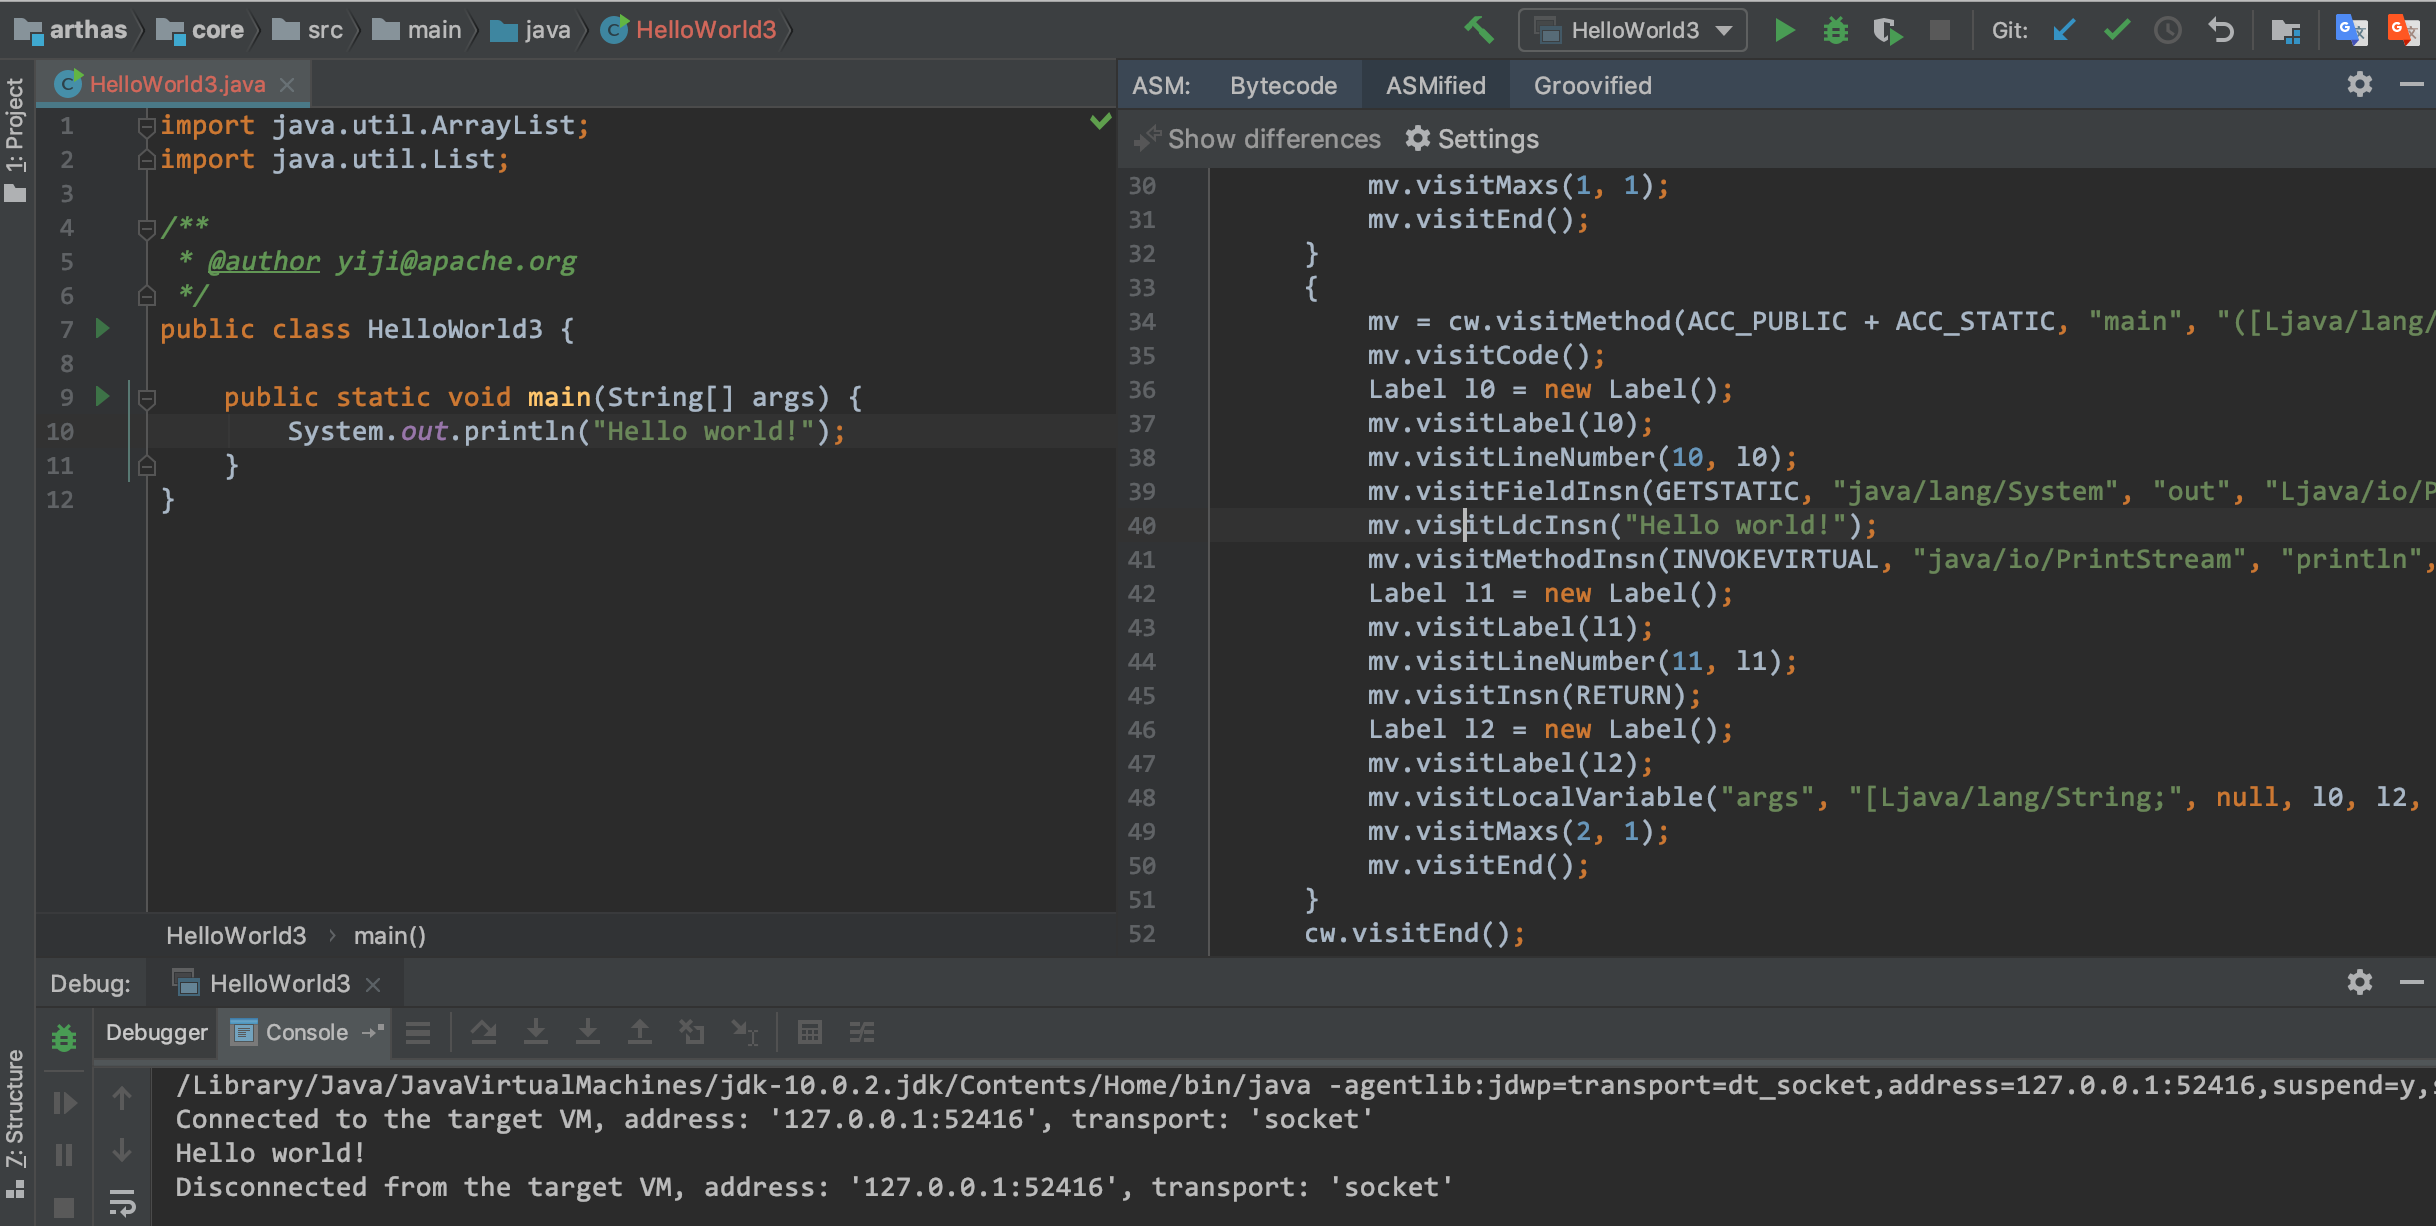 arthas core src main java HelloWorld3
HelloWorld3
Git:
1: Project
HelloWorld3.java
1 import java.util.ArrayList;
2 import java.util.List;
3
4 /**
5 * @author yiji@apache.org
6 */
7 public class HelloWorld3 {
8
9 public static void main(String[] args) {
10 System.out.println("Hello world!");
11 }
12 }
HelloWorld3 › main()
ASM: Bytecode ASMified Groovified
Show differences Settings
30 mv.visitMaxs(1, 1);
31 mv.visitEnd();
32 }
33 {
34 mv = cw.visitMethod(ACC_PUBLIC + ACC_STATIC, "main", "([Ljava/lang/
35 mv.visitCode();
36 Label l0 = new Label();
37 mv.visitLabel(l0);
38 mv.visitLineNumber(10, l0);
39 mv.visitFieldInsn(GETSTATIC, "java/lang/System", "out", "Ljava/io/P
40 mv.visitLdcInsn("Hello world!");
41 mv.visitMethodInsn(INVOKEVIRTUAL, "java/io/PrintStream", "println",
42 Label l1 = new Label();
43 mv.visitLabel(l1);
44 mv.visitLineNumber(11, l1);
45 mv.visitInsn(RETURN);
46 Label l2 = new Label();
47 mv.visitLabel(l2);
48 mv.visitLocalVariable("args", "[Ljava/lang/String;", null, l0, l2,
49 mv.visitMaxs(2, 1);
50 mv.visitEnd();
51 }
52 cw.visitEnd();
Debug: HelloWorld3
Debugger Console
Z: Structure
/Library/Java/JavaVirtualMachines/jdk-10.0.2.jdk/Contents/Home/bin/java -agentlib:jdwp=transport=dt_socket,address=127.0.0.1:52416,suspend=y,
Connected to the target VM, address: '127.0.0.1:52416', transport: 'socket'
Hello world!
Disconnected from the target VM, address: '127.0.0.1:52416', transport: 'socket'